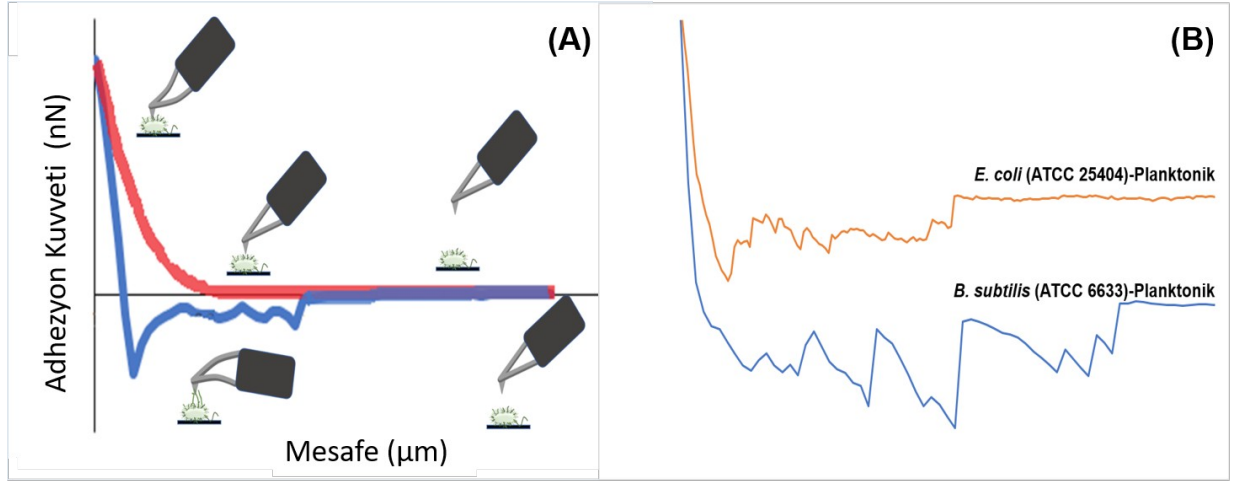 (A)
Adhezyon Kuvveti (nN)
Mesafe (µm)
(B)
E. coli (ATCC 25404)-Planktonik
B. subtilis (ATCC 6633)-Planktonik